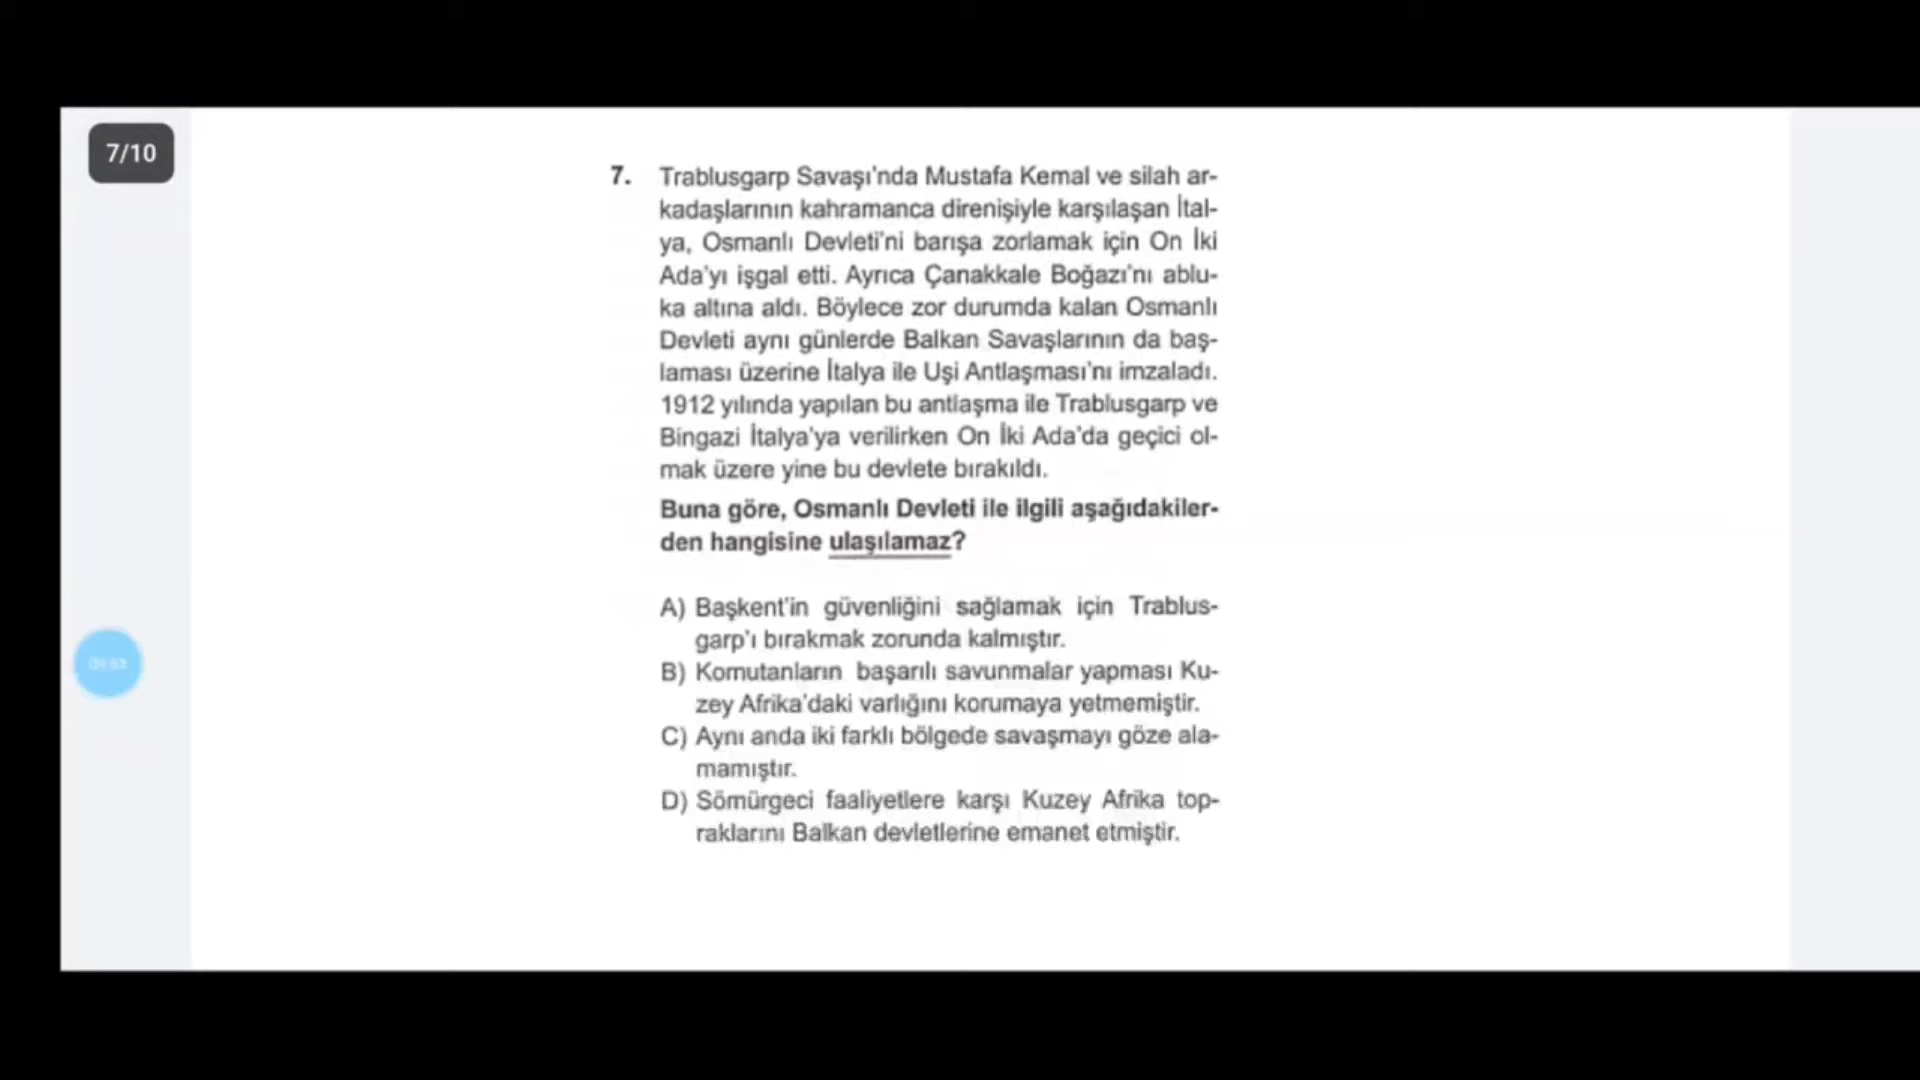 7/10
7. Trablusgarp Savaşı'nda Mustafa Kemal ve silah ar-
kadaşlarının kahramanca direnişiyle karşılaşan İtal-
ya, Osmanlı Devleti'ni barışa zorlamak için On İki
Ada'yı işgal etti. Ayrıca Çanakkale Boğazı'nı ablu-
ka altına aldı. Böylece zor durumda kalan Osmanlı
Devleti aynı günlerde Balkan Savaşlarının da baş-
laması üzerine İtalya ile Uşi Antlaşması'nı imzaladı.
1912 yılında yapılan bu antlaşma ile Trablusgarp ve
Bingazi İtalya'ya verilirken On İki Ada'da geçici ol-
mak üzere yine bu devlete bırakıldı.
Buna göre, Osmanlı Devleti ile ilgili aşağıdakiler-
den hangisine ulaşılamaz?
A) Başkent'in güvenliğini sağlamak için Trablus-
garp'ı bırakmak zorunda kalmıştır.
B) Komutanların başarılı savunmalar yapması Ku-
zey Afrika'daki varlığını korumaya yetmemiştir.
C) Aynı anda iki farklı bölgede savaşmayı göze ala-
mamıştır.
D) Sömürgeci faaliyetlere karşı Kuzey Afrika top-
raklarını Balkan devletlerine emanet etmiştir.